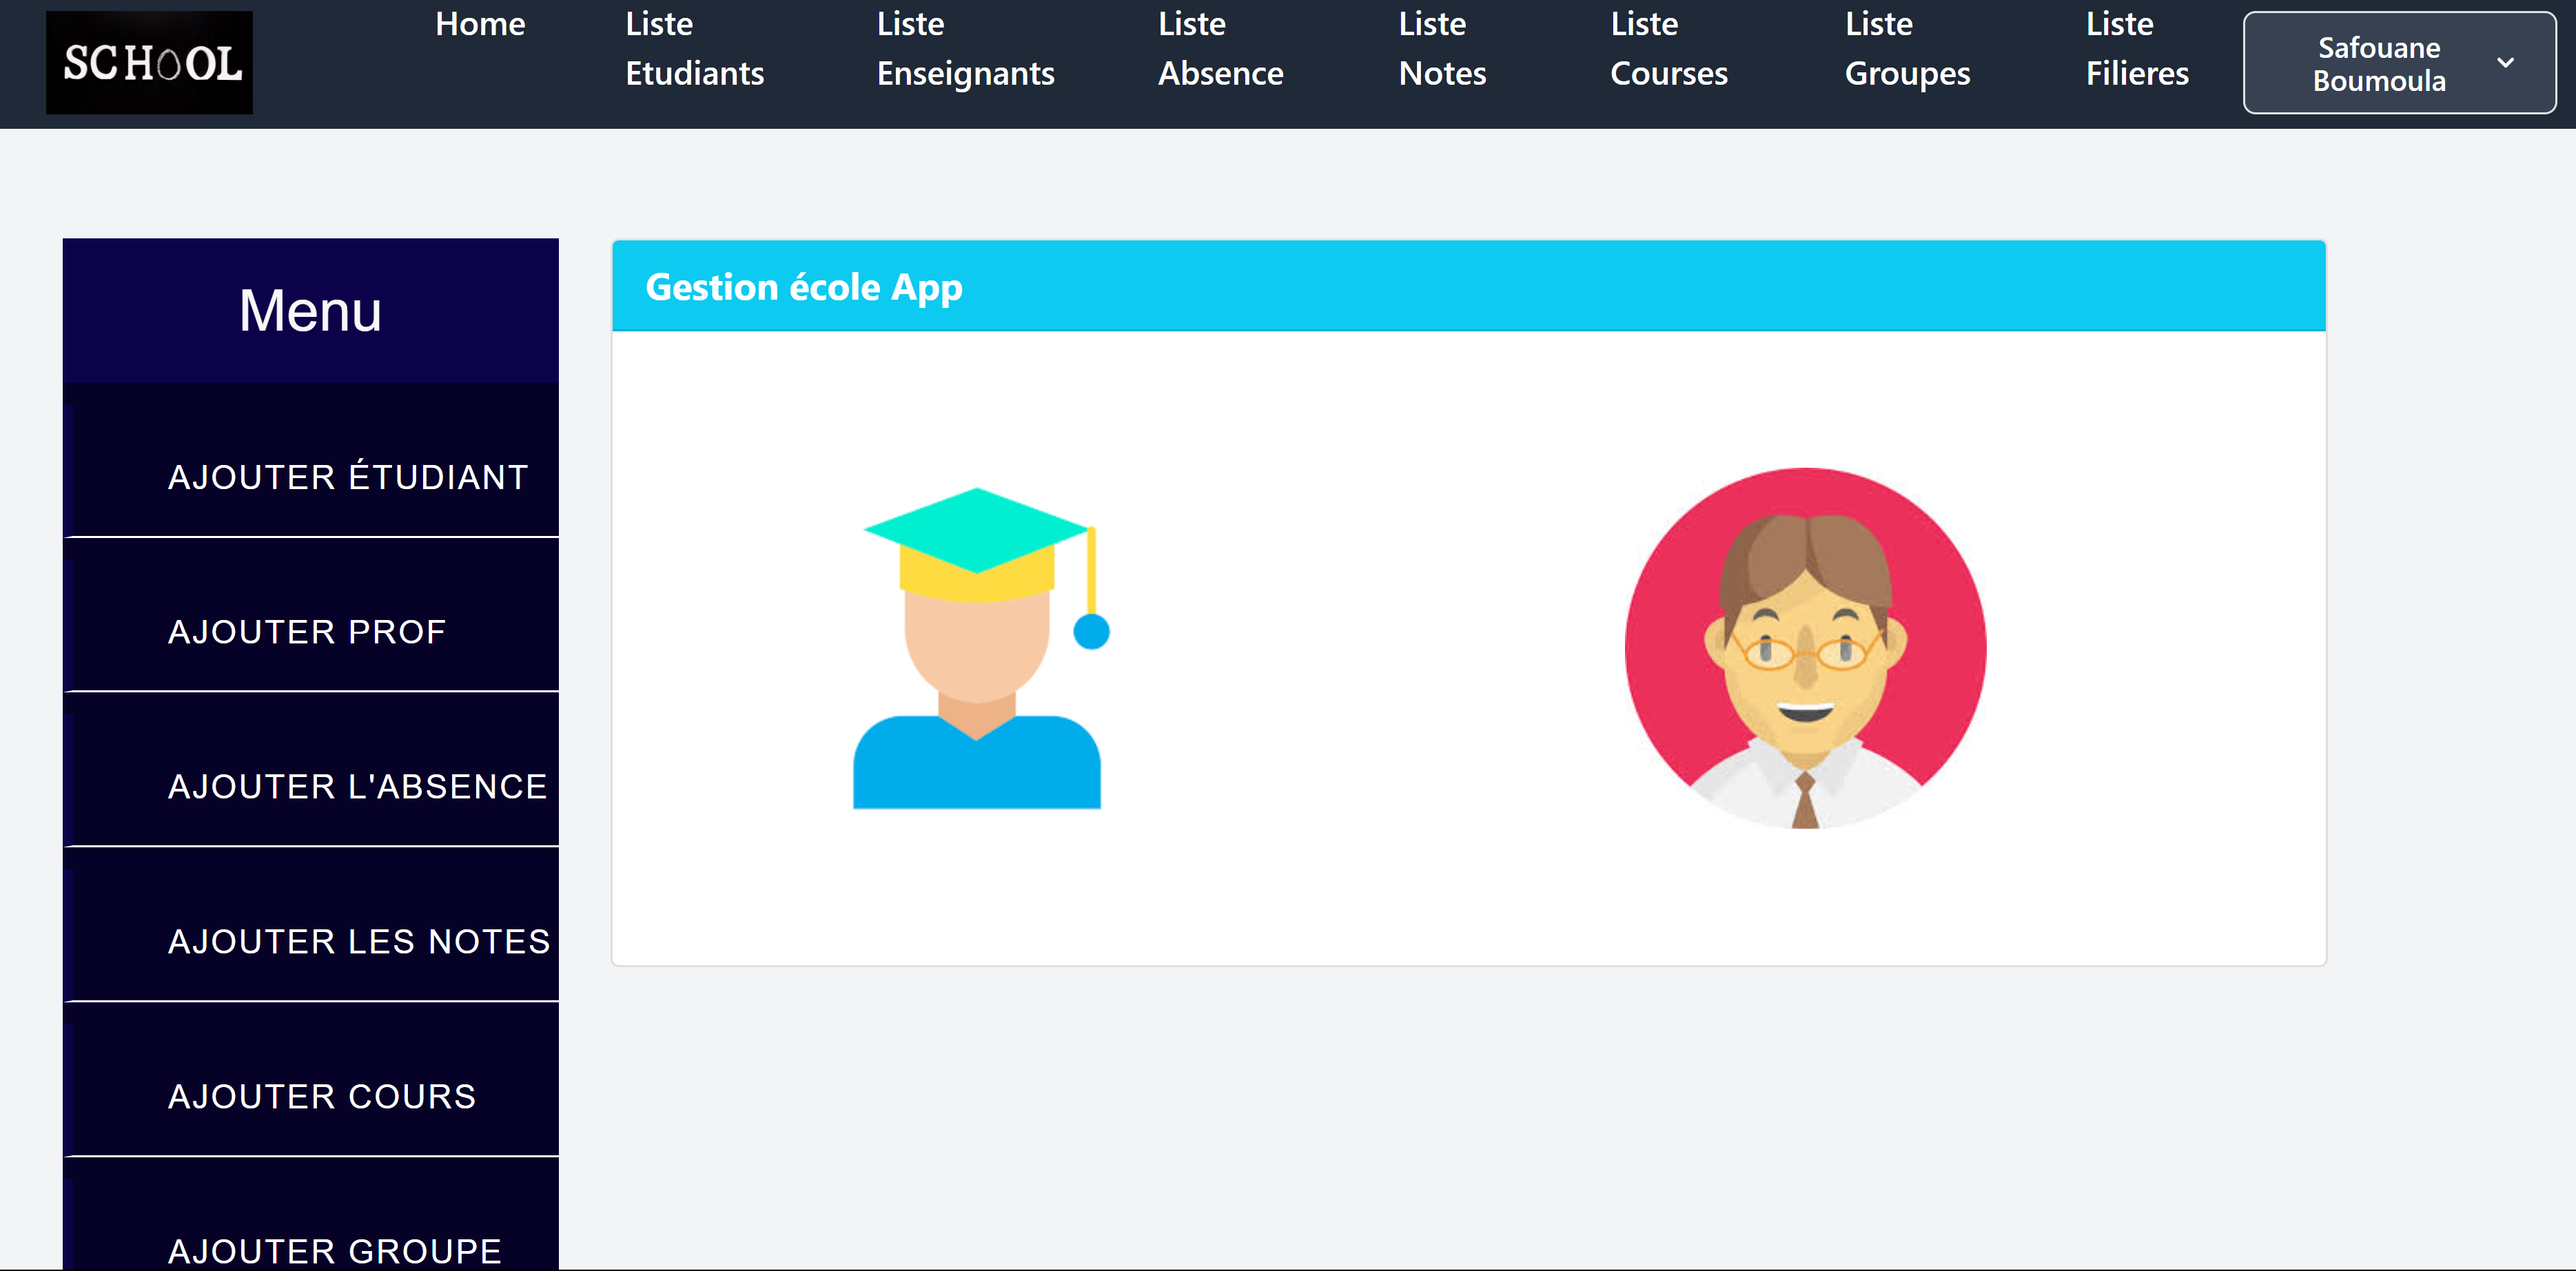 SCHOOL
Home
Liste Etudiants
Liste Enseignants
Liste Absence
Liste Notes
Liste Courses
Liste Groupes
Liste Filieres
Safouane Boumoula
Menu
AJOUTER ÉTUDIANT
AJOUTER PROF
AJOUTER L'ABSENCE
AJOUTER LES NOTES
AJOUTER COURS
AJOUTER GROUPE
Gestion école App